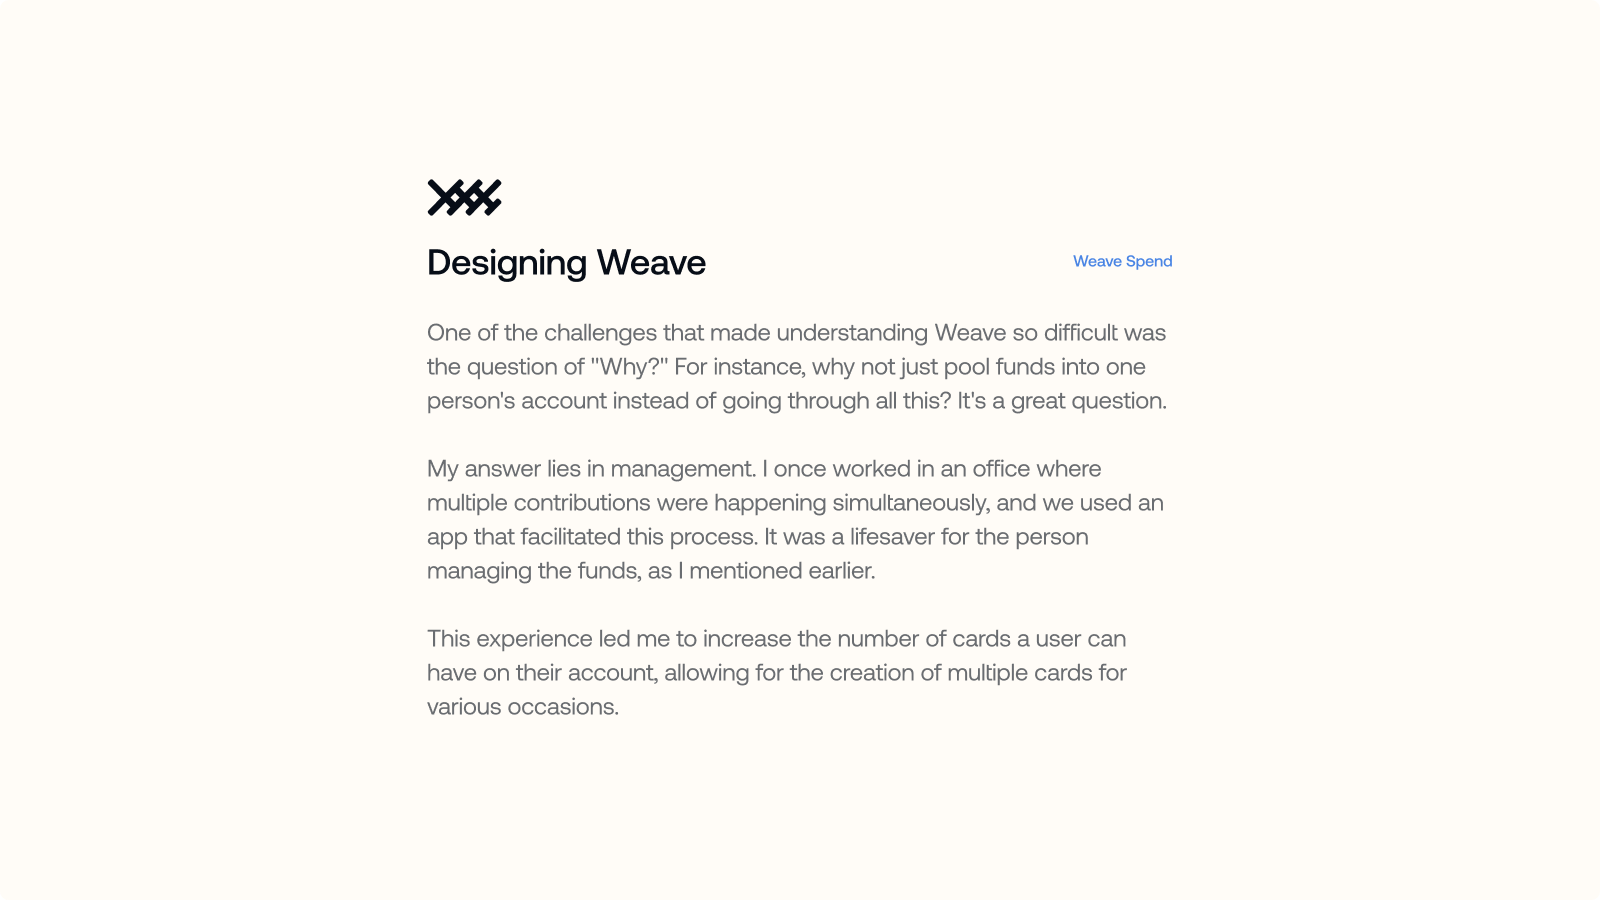 Designing Weave
Weave Spend
One of the challenges that made understanding Weave so difficult was
the question of "Why?" For instance, why not just pool funds into one
person's account instead of going through all this? It's a great question.
My answer lies in management. I once worked in an office where
multiple contributions were happening simultaneously, and we used an
app that facilitated this process. It was a lifesaver for the person
managing the funds, as I mentioned earlier.
This experience led me to increase the number of cards a user can
have on their account, allowing for the creation of multiple cards for
various occasions.